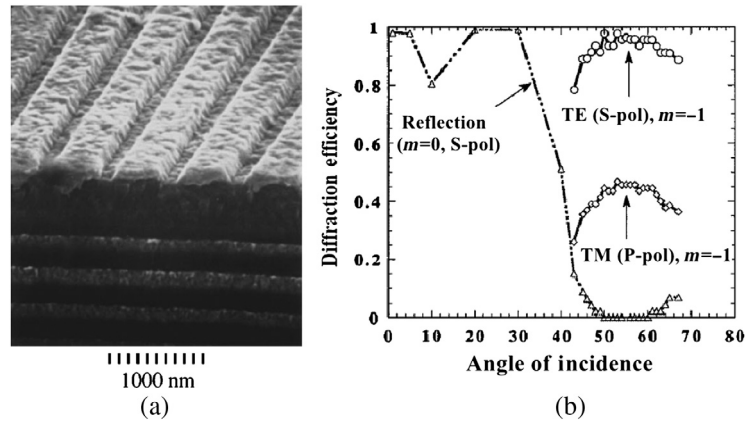 1000 nm
(a)
Diffraction efficiency
1
0.8
0.6
0.4
0.2
0
Reflection
(m=0, S-pol)
TE (S-pol), m=-1
TM (P-pol), m=-1
0 10 20 30 40 50 60 70 80
Angle of incidence
(b)